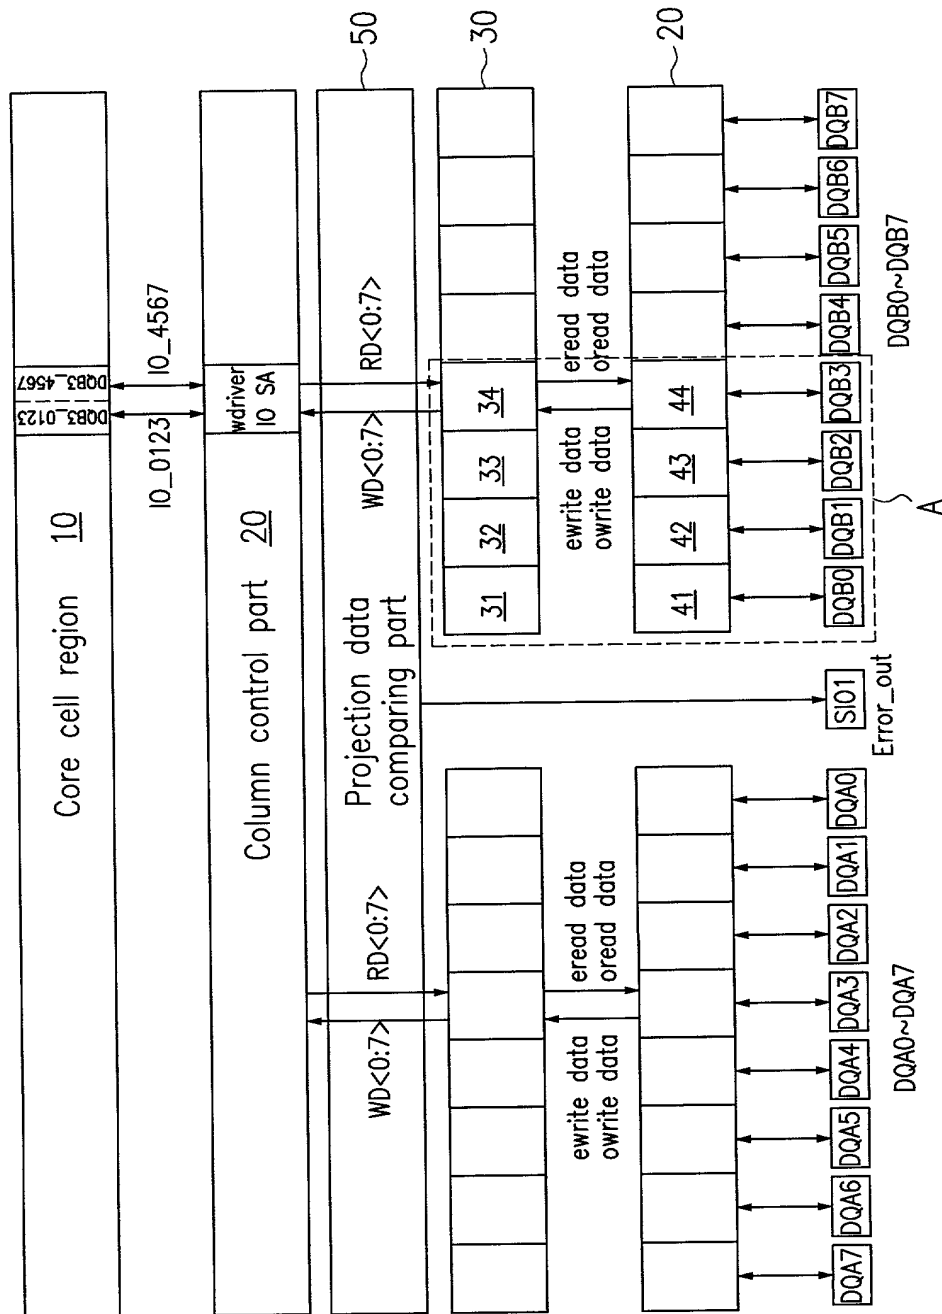 DQB3_0123
DQB3_4567
Core cell region 10
IO_0123
IO_4567
wdriver
IO SA
Column control part 20
50
WD<0:7>
RD<0:7>
WD<0:7>
RD<0:7>
Projection data
comparing part
30
31
32
33
34
ewrite data
owrite data
eread data
oread data
ewrite data
owrite data
eread data
oread data
20
41
42
43
44
DQA7
DQA6
DQA5
DQA4
DQA3
DQA2
DQA1
DQA0
SIO1
DQB0
DQB1
DQB2
DQB3
DQB4
DQB5
DQB6
DQB7
DQA0~DQA7
Error_out
A
DQB0~DQB7